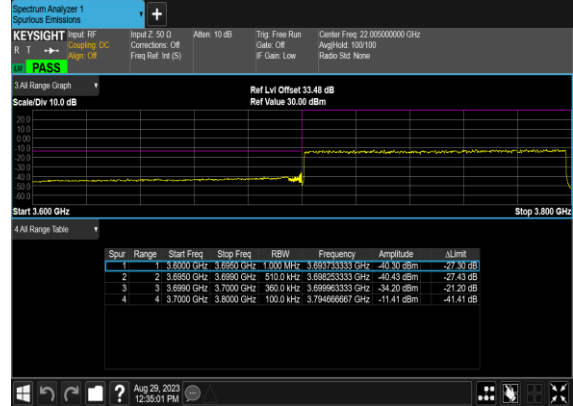 Spectrum Analyzer 1
Spurious Emissions
KEYSIGHT Input: RF Input Z: 50 Ω Atten: 10 dB Trig: Free Run Center Freq: 22.005000000 GHz
R T Coupling: DC Corrections: Off Gate: Off Avg|Hold: 100/100
Align: Off Freq Ref: Int (S) IF Gain: Low Radio Std: None
PASS
3 All Range Graph
Ref Lvl Offset 33.48 dB
Scale/Div 10.0 dB Ref Value 30.00 dBm
20.0
10.0
0.00
-10.0
-20.0
-30.0
-40.0
-50.0
-60.0
Start 3.600 GHz Stop 3.800 GHz
4 All Range Table
Spur Range Start Freq Stop Freq RBW Frequency Amplitude ΔLimit
1 1 3.6000 GHz 3.6950 GHz 1.000 MHz 3.693733333 GHz -40.30 dBm -27.30 dB
2 2 3.6950 GHz 3.6990 GHz 510.0 kHz 3.698253333 GHz -40.43 dBm -27.43 dB
3 3 3.6990 GHz 3.7000 GHz 360.0 kHz 3.699963333 GHz -34.20 dBm -21.20 dB
4 4 3.7000 GHz 3.8000 GHz 100.0 kHz 3.794666667 GHz -11.41 dBm -41.41 dB
? Aug 29, 2023
12:35:01 PM